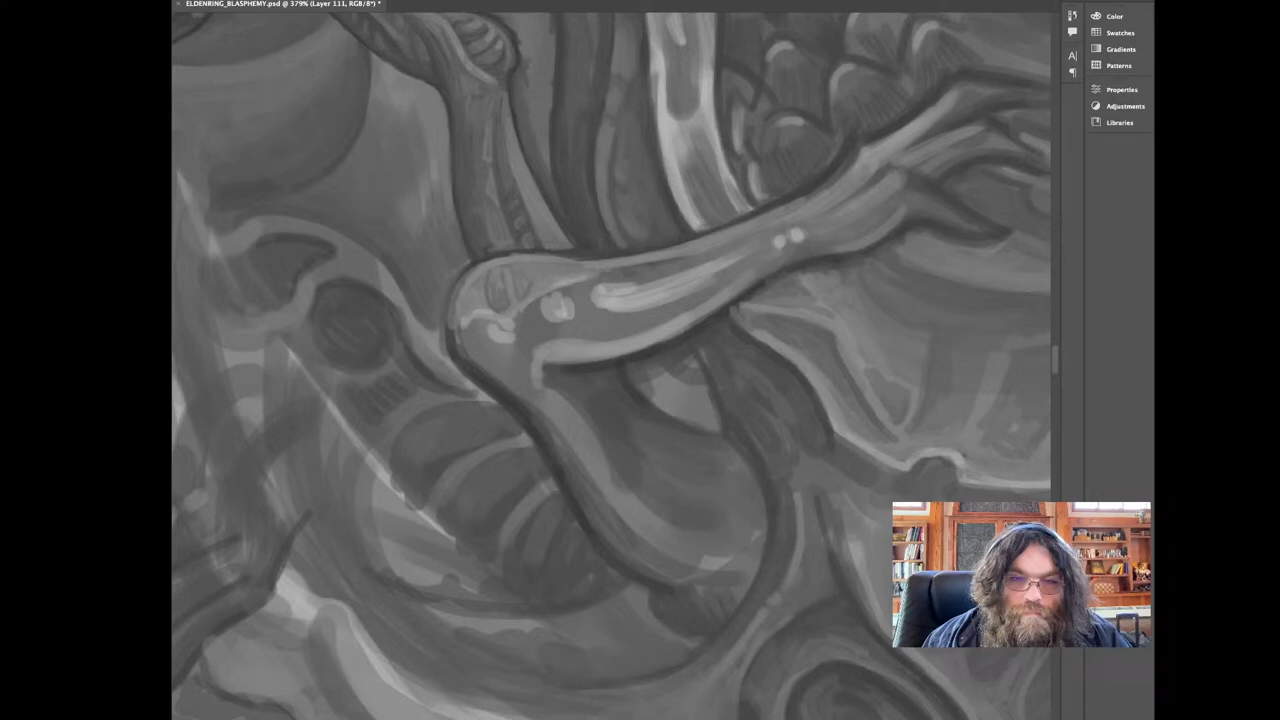 × ELDENRING_BLASPHEMY.psd @ 379% (Layer 111, RGB/8*) *
Color
Swatches
Gradients
A|
Patterns
¶
Properties
Adjustments
Libraries